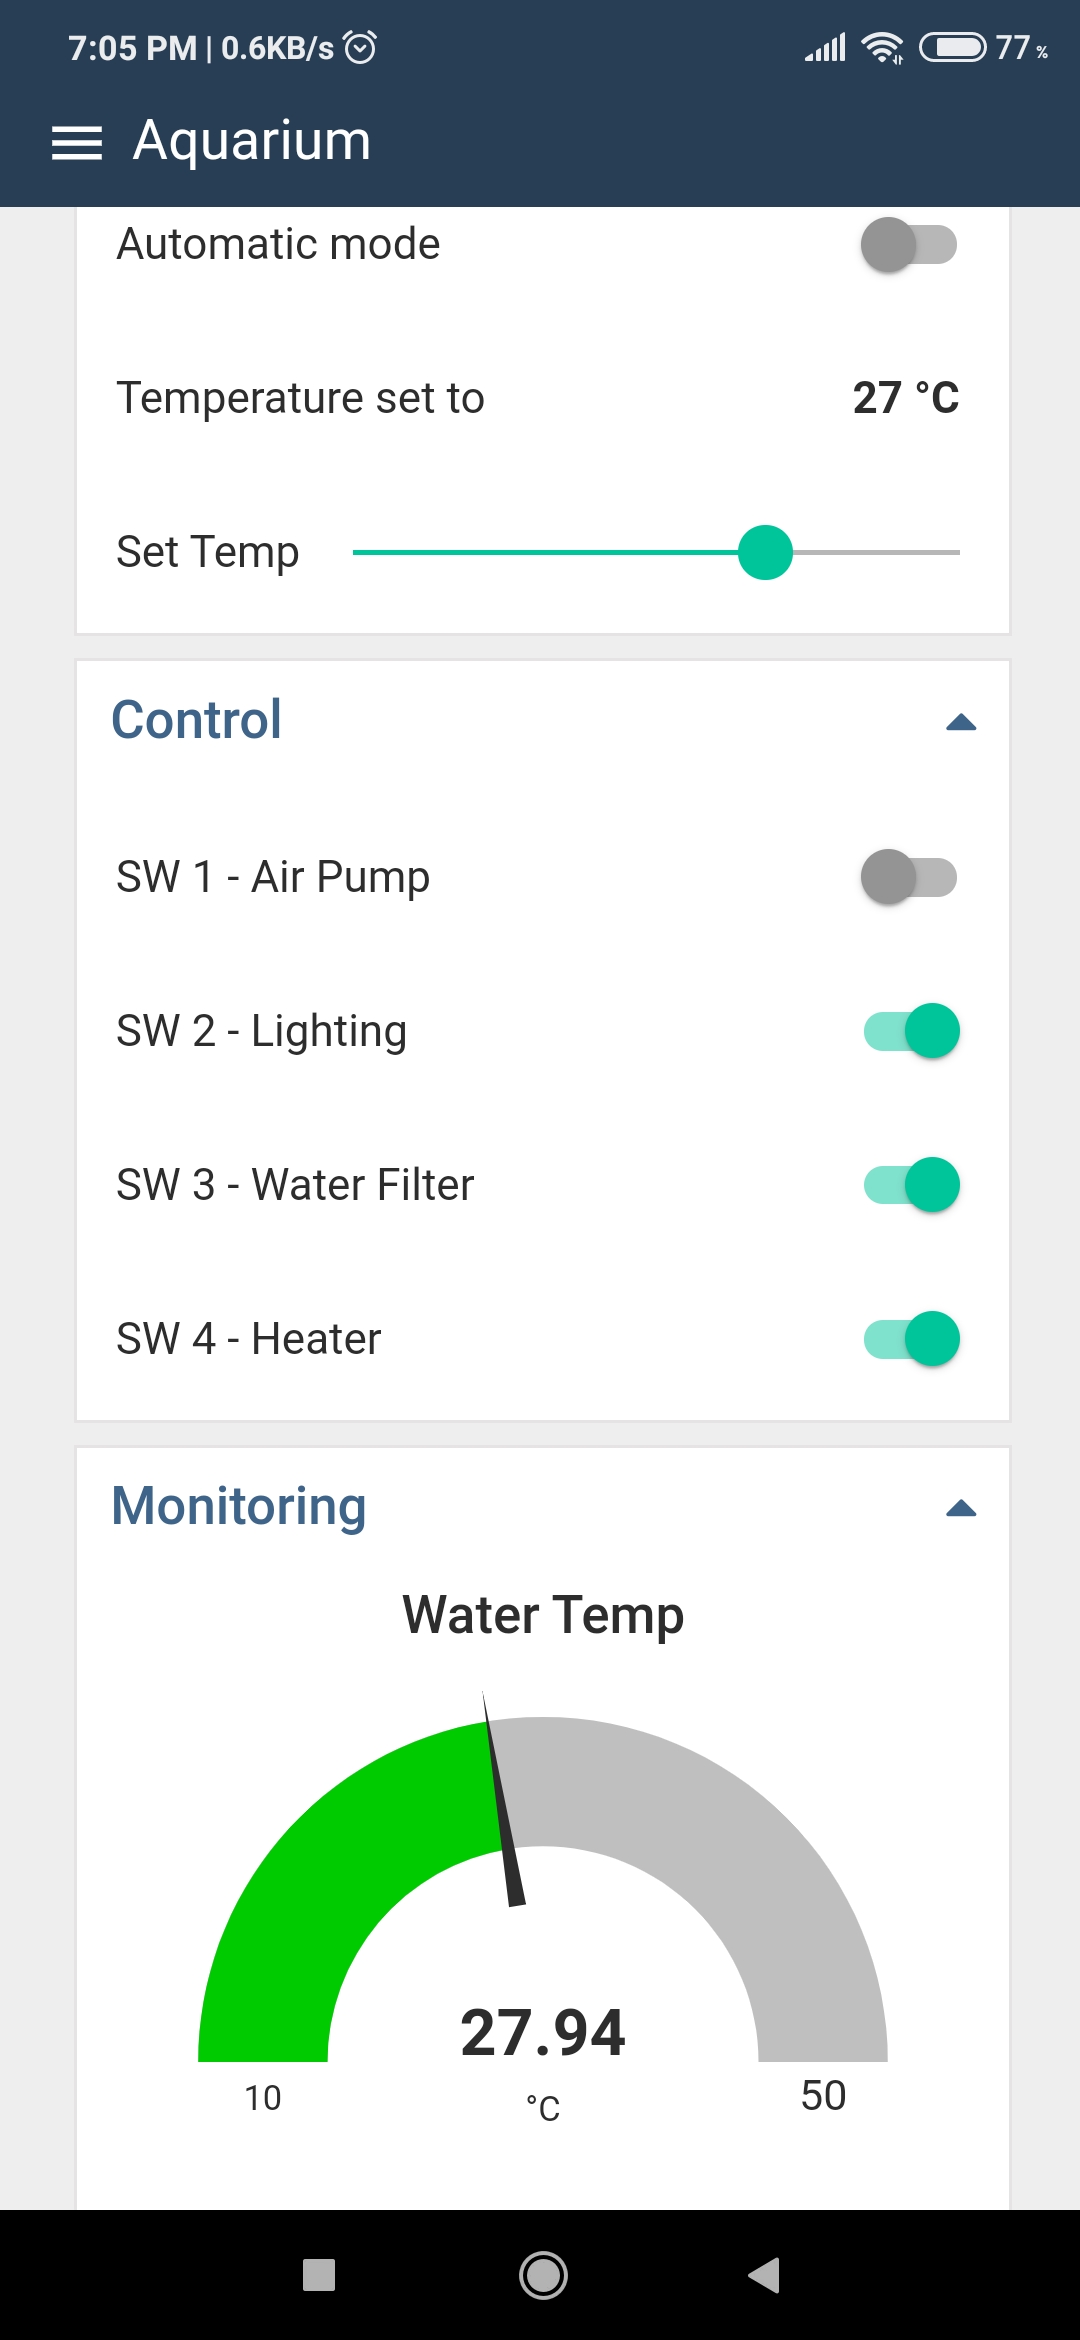 7:05 PM | 0.6KB/s 77 %
Aquarium
Automatic mode
Temperature set to 27 °C
Set Temp
Control
SW 1 - Air Pump
SW 2 - Lighting
SW 3 - Water Filter
SW 4 - Heater
Monitoring
Water Temp
27.94
10 °C 50